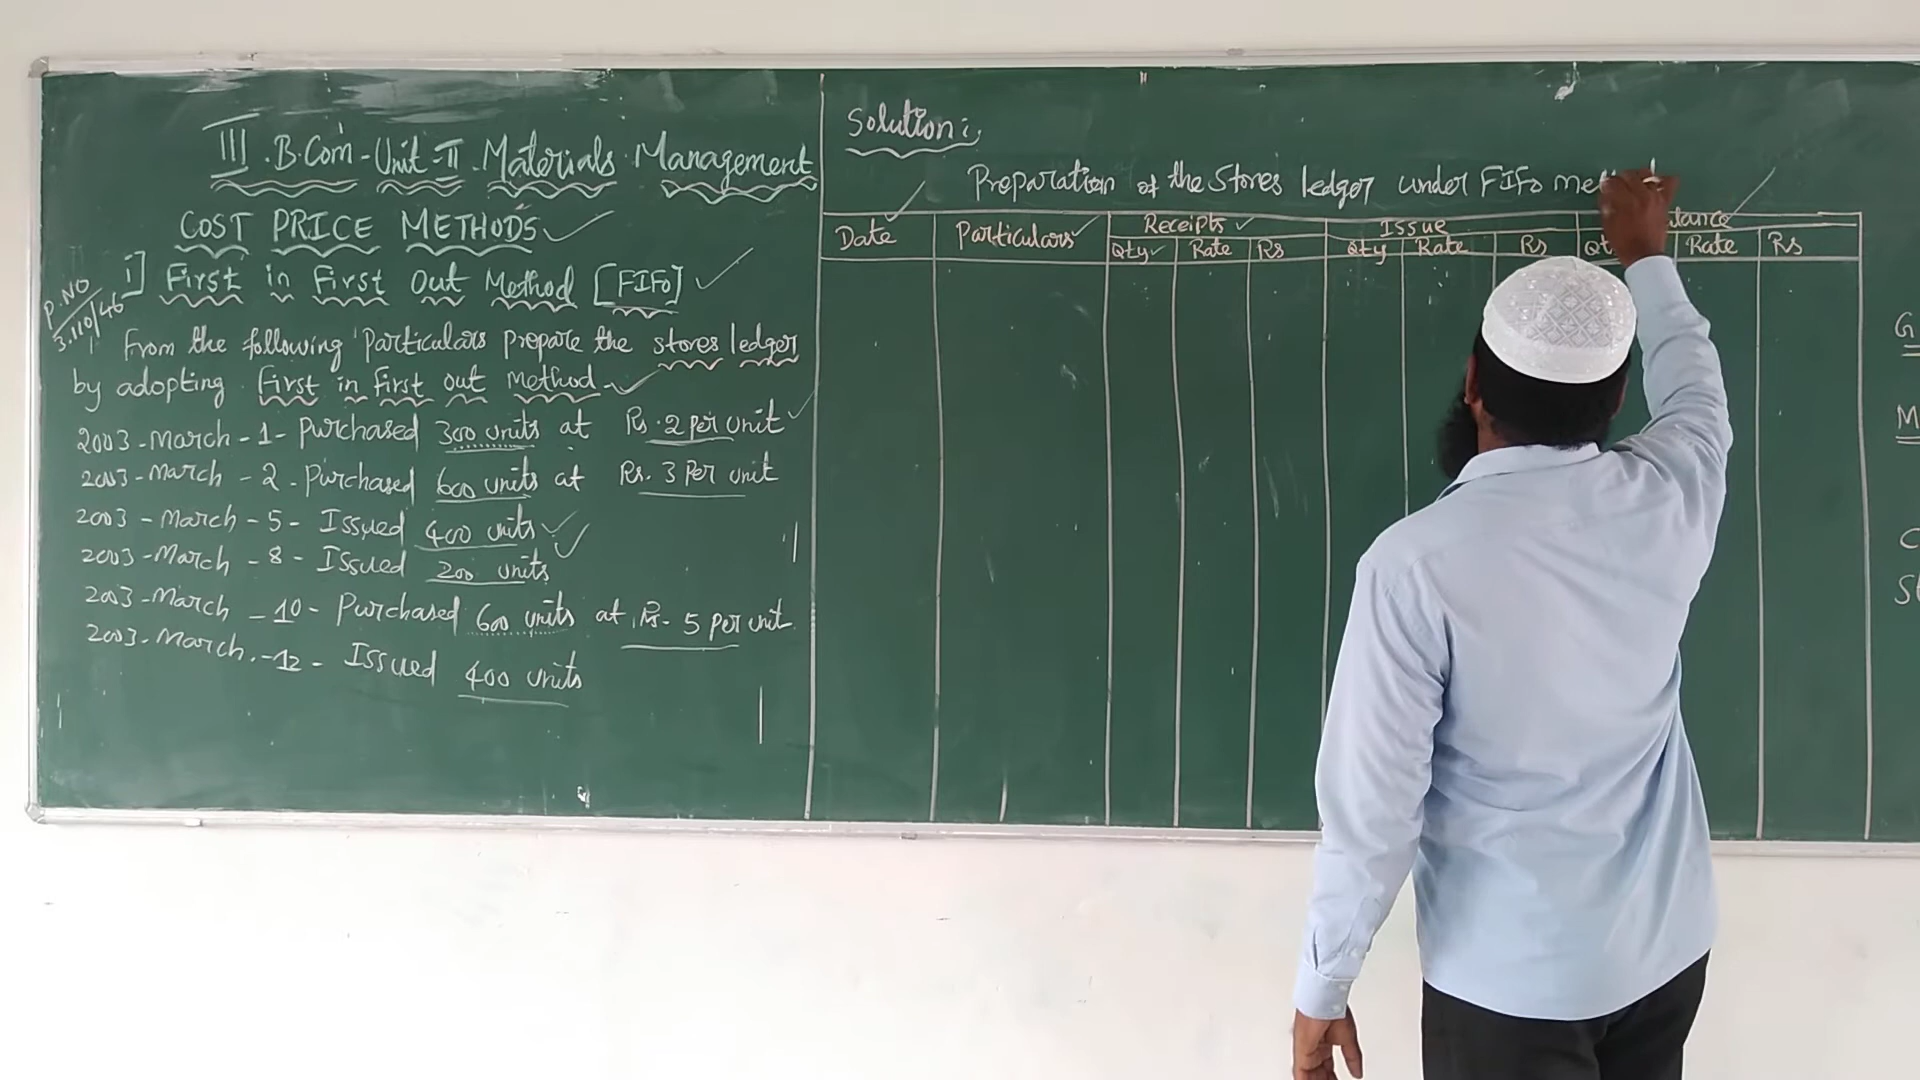 III. B.Com - Unit - II. Materials Management
COST PRICE METHODS
1] First in First Out Method [FIFO]
P.NO
3.110/46
From the following Particulars prepare the stores ledger
by adopting First in First out Method.
2003 - March - 1 - Purchased 300 units at Rs. 2 per unit
2003 - March - 2 - Purchased 600 units at Rs. 3 Per unit
2003 - March - 5 - Issued 400 units
2003 - March - 8 - Issued 200 units
2003 - March - 10 - Purchased 600 units at Rs. 5 per unit.
2003 - March - 12 - Issued 400 units
Solution:
Preparation of the Stores ledger under FIFO
Date Particulars Receipts Issue
Qty Rate Rs Qty Rate Rs Rate Rs
G
M
C